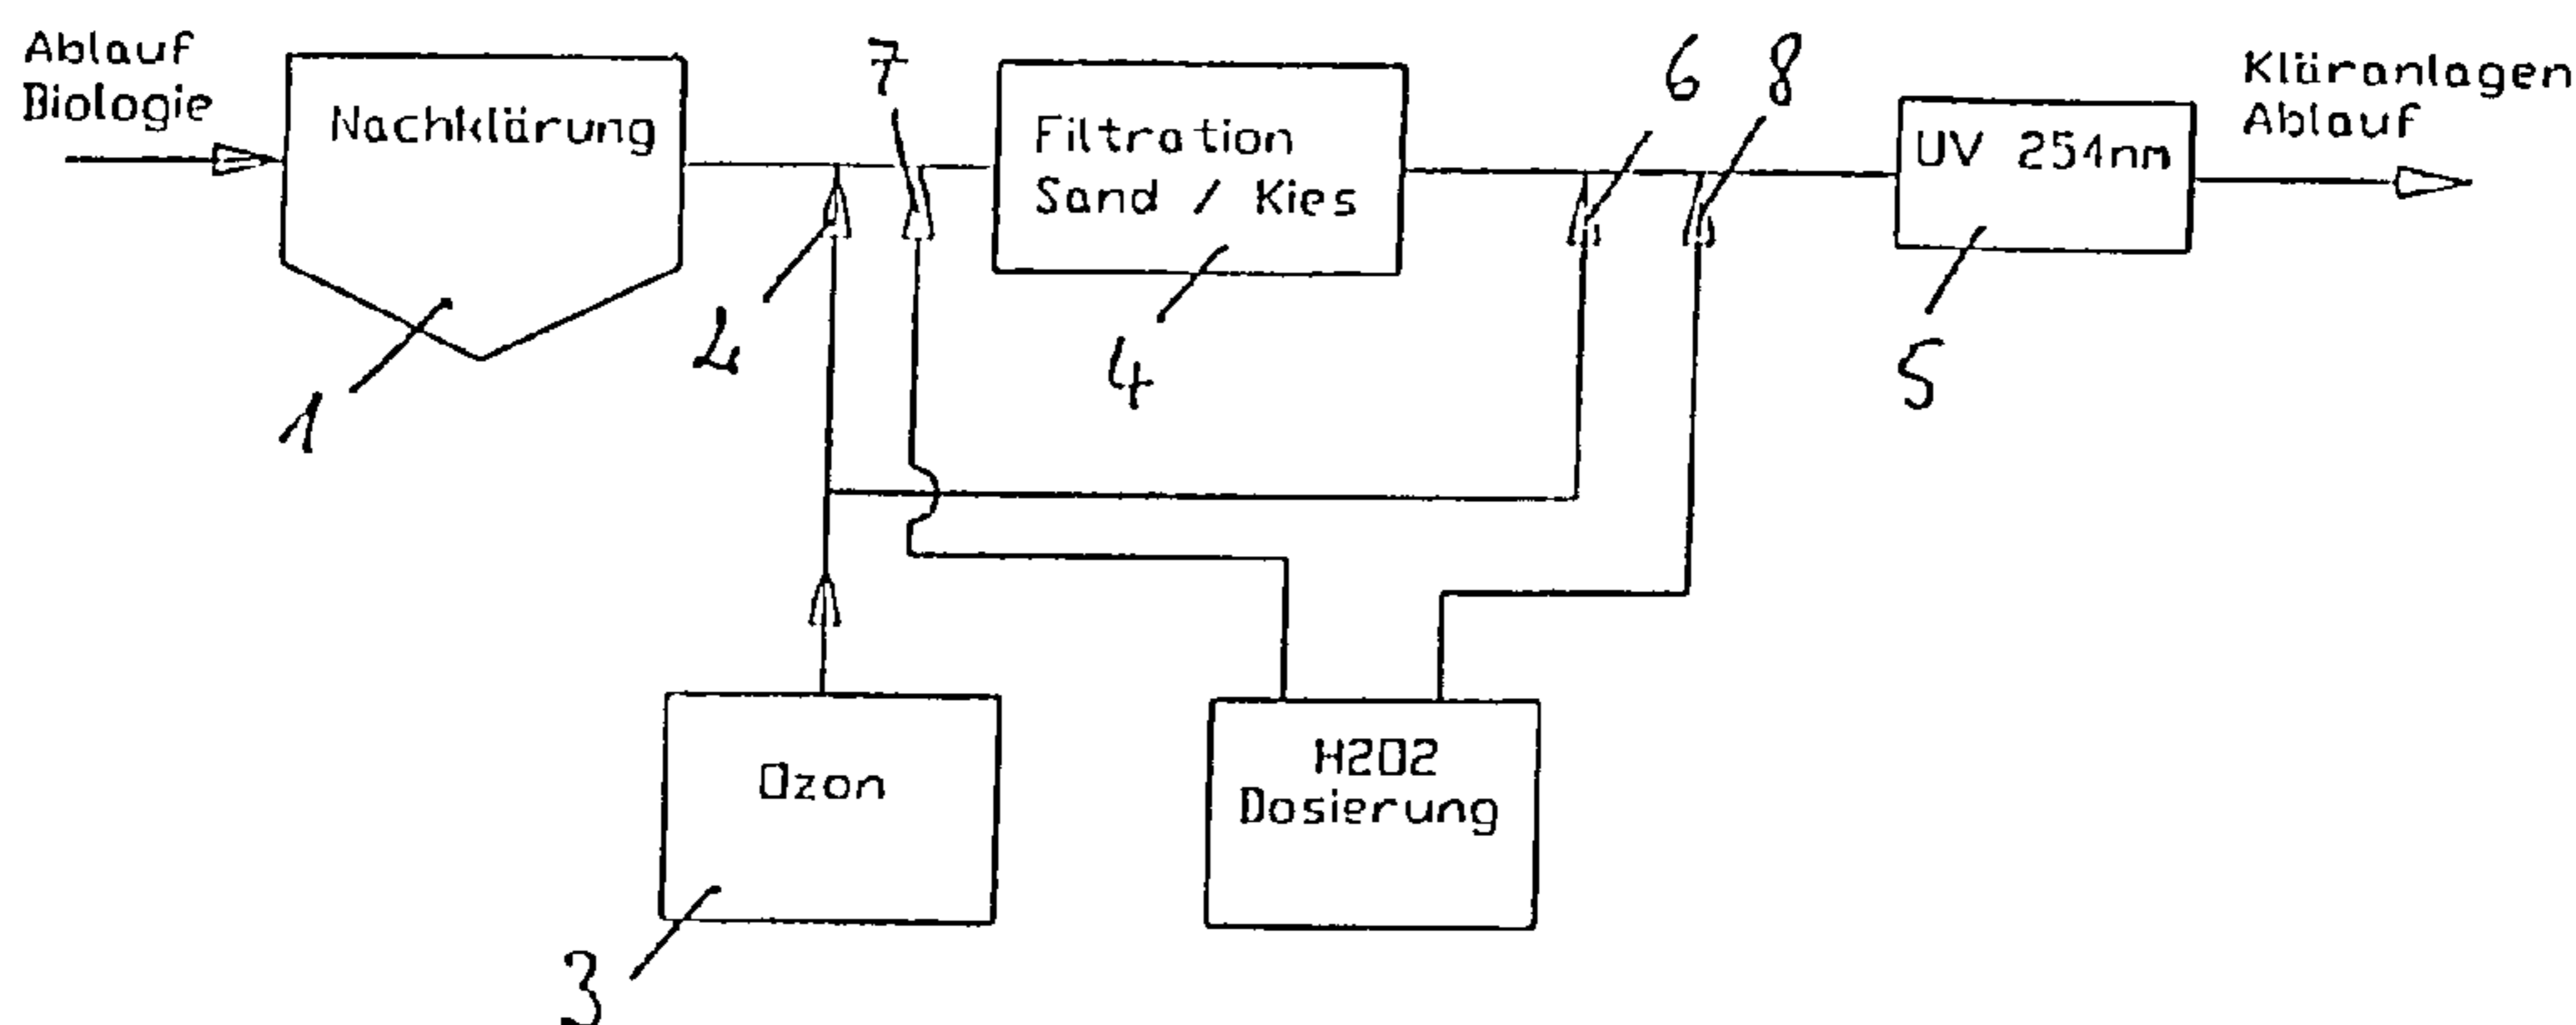 Ablauf
Biologie
Nachklärung
7
Filtration
Sand / Kies
6
8
UV 254nm
Kläranlagen
Ablauf
1
2
4
5
Ozon
H2O2
Dosierung
3